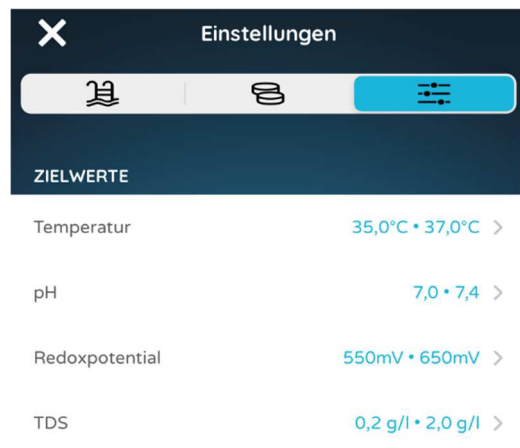 Einstellungen
ZIELWERTE
Temperatur 35,0°C • 37,0°C
pH 7,0 • 7,4
Redoxpotential 550mV • 650mV
TDS 0,2 g/l • 2,0 g/l